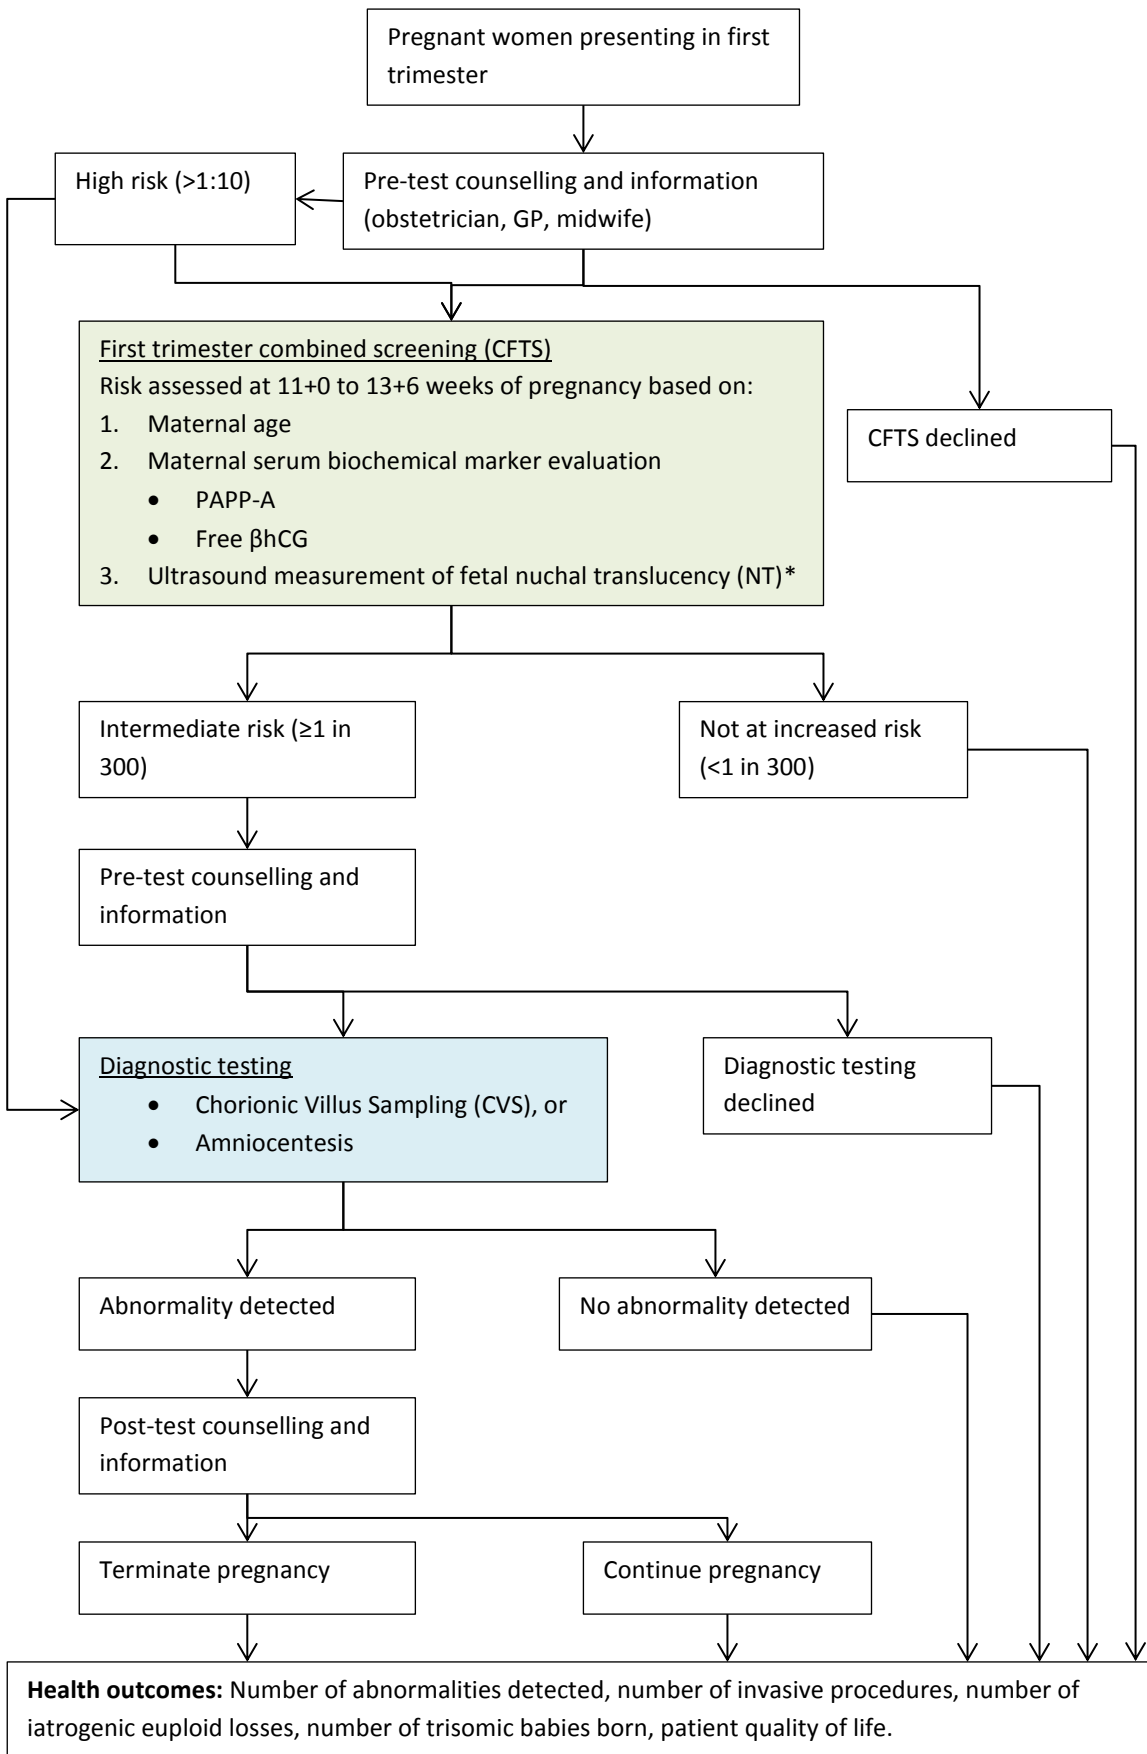 Pregnant women presenting in first
trimester
High risk (>1:10)
Pre-test counselling and information
(obstetrician, GP, midwife)
First trimester combined screening (CFTS)
Risk assessed at 11+0 to 13+6 weeks of pregnancy based on:
1. Maternal age
2. Maternal serum biochemical marker evaluation
• PAPP-A
• Free βhCG
3. Ultrasound measurement of fetal nuchal translucency (NT)*
CFTS declined
Intermediate risk (≥1 in
300)
Not at increased risk
(<1 in 300)
Pre-test counselling and
information
Diagnostic testing
• Chorionic Villus Sampling (CVS), or
• Amniocentesis
Diagnostic testing
declined
Abnormality detected
No abnormality detected
Post-test counselling and
information
Terminate pregnancy
Continue pregnancy
Health outcomes: Number of abnormalities detected, number of invasive procedures, number of
iatrogenic euploid losses, number of trisomic babies born, patient quality of life.